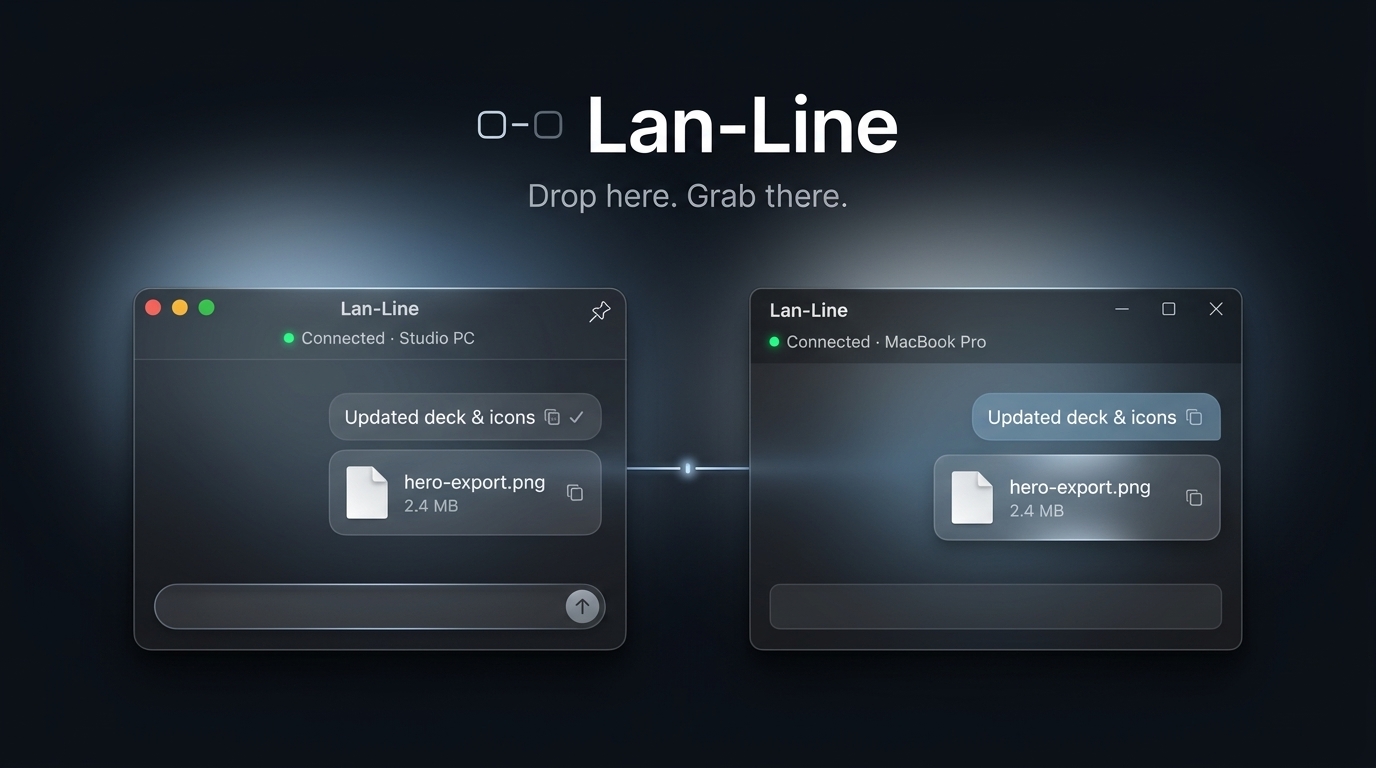 Lan-Line
Drop here. Grab there.
Lan-Line
Connected · Studio PC
Updated deck & icons
hero-export.png
2.4 MB
Lan-Line
Connected · MacBook Pro
Updated deck & icons
hero-export.png
2.4 MB